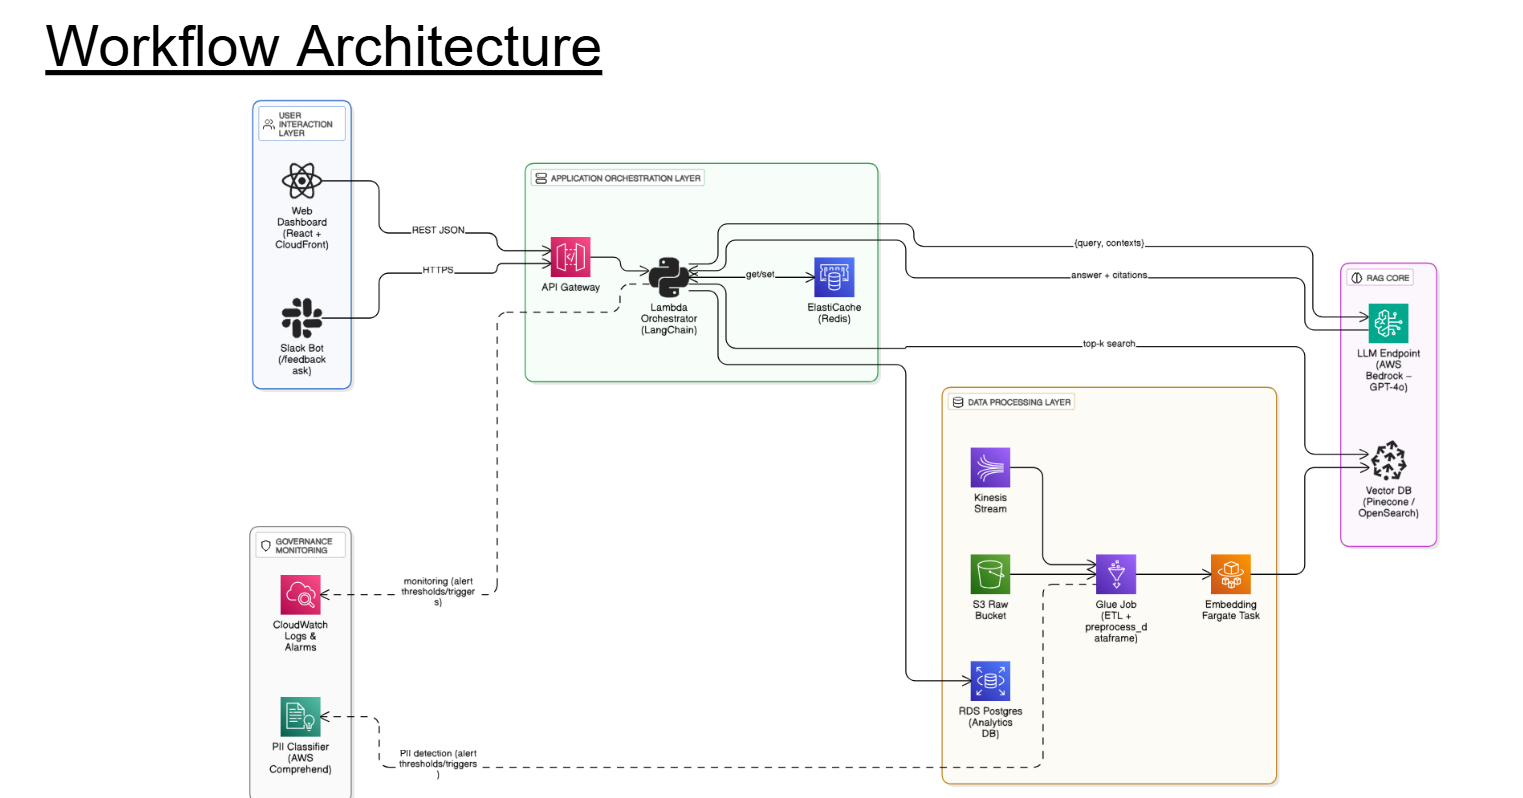 Workflow Architecture
USER
INTERACTION
LAYER
Web
Dashboard
(React +
CloudFront)
Slack Bot
(/feedback
ask)
REST JSON
HTTPS
APPLICATION ORCHESTRATION LAYER
API Gateway
Lambda
Orchestrator
(LangChain)
get/set
ElastiCache
(Redis)
{query, contexts}
answer + citations
top-k search
RAG CORE
LLM Endpoint
(AWS
Bedrock –
GPT-4o)
Vector DB
(Pinecone /
OpenSearch)
DATA PROCESSING LAYER
Kinesis
Stream
S3 Raw
Bucket
Glue Job
(ETL +
preprocess_d
ataframe)
Embedding
Fargate Task
RDS Postgres
(Analytics
DB)
GOVERNANCE
MONITORING
CloudWatch
Logs &
Alarms
monitoring (alert
thresholds/trigger
s)
PII Classifier
(AWS
Comprehend)
PII detection (alert
thresholds/triggers
)